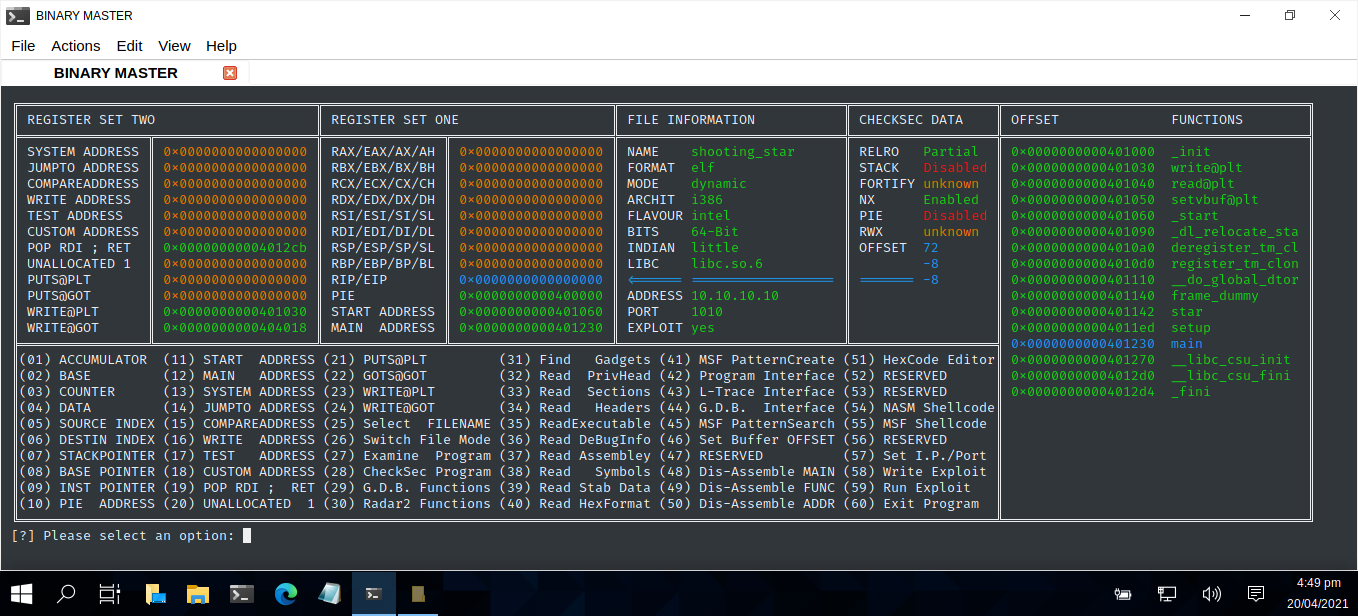 BINARY MASTER
File Actions Edit View Help
BINARY MASTER
REGISTER SET TWO REGISTER SET ONE FILE INFORMATION CHECKSEC DATA OFFSET FUNCTIONS
SYSTEM ADDRESS 0×0000000000000000 RAX/EAX/AX/AH 0×0000000000000000 NAME shooting_star RELRO Partial 0×0000000000401000 _init
JUMPTO ADDRESS 0×0000000000000000 RBX/EBX/BX/BH 0×0000000000000000 FORMAT elf STACK Disabled 0×0000000000401030 write@plt
COMPAREADDRESS 0×0000000000000000 RCX/ECX/CX/CH 0×0000000000000000 MODE dynamic FORTIFY unknown 0×0000000000401040 read@plt
WRITE ADDRESS 0×0000000000000000 RDX/EDX/DX/DH 0×0000000000000000 ARCHIT i386 NX Enabled 0×0000000000401050 setvbuf@plt
TEST ADDRESS 0×0000000000000000 RSI/ESI/SI/SL 0×0000000000000000 FLAVOUR intel PIE Disabled 0×0000000000401060 _start
CUSTOM ADDRESS 0×0000000000000000 RDI/EDI/DI/DL 0×0000000000000000 BITS 64-Bit RWX unknown 0×0000000000401090 _dl_relocate_sta
POP RDI ; RET 0×00000000004012cb RSP/ESP/SP/SL 0×0000000000000000 INDIAN little OFFSET 72 0×00000000004010a0 deregister_tm_cl
UNALLOCATED 1 0×0000000000000000 RBP/EBP/BP/BL 0×0000000000000000 LIBC libc.so.6 -8 0×00000000004010d0 register_tm_clon
PUTS@PLT 0×0000000000000000 RIP/EIP 0×0000000000000000 -8 0×0000000000401110 __do_global_dtor
PUTS@GOT 0×0000000000000000 PIE 0×0000000000400000 ADDRESS 10.10.10.10 0×0000000000401140 frame_dummy
WRITE@PLT 0×0000000000401030 START ADDRESS 0×0000000000401060 PORT 1010 0×0000000000401142 star
WRITE@GOT 0×0000000000404018 MAIN ADDRESS 0×0000000000401230 EXPLOIT yes 0×00000000004011ed setup
0×0000000000401230 main
(01) ACCUMULATOR (11) START ADDRESS (21) PUTS@PLT (31) Find Gadgets (41) MSF PatternCreate (51) HexCode Editor 0×0000000000401270 __libc_csu_init
(02) BASE (12) MAIN ADDRESS (22) GOTS@GOT (32) Read PrivHead (42) Program Interface (52) RESERVED 0×00000000004012d0 __libc_csu_fini
(03) COUNTER (13) SYSTEM ADDRESS (23) WRITE@PLT (33) Read Sections (43) L-Trace Interface (53) RESERVED 0×00000000004012d4 _fini
(04) DATA (14) JUMPTO ADDRESS (24) WRITE@GOT (34) Read Headers (44) G.D.B. Interface (54) NASM Shellcode
(05) SOURCE INDEX (15) COMPAREADDRESS (25) Select FILENAME (35) ReadExecutable (45) MSF PatternSearch (55) MSF Shellcode
(06) DESTIN INDEX (16) WRITE ADDRESS (26) Switch File Mode (36) Read DeBugInfo (46) Set Buffer OFFSET (56) RESERVED
(07) STACKPOINTER (17) TEST ADDRESS (27) Examine Program (37) Read Assembley (47) RESERVED (57) Set I.P./Port
(08) BASE POINTER (18) CUSTOM ADDRESS (28) CheckSec Program (38) Read Symbols (48) Dis-Assemble MAIN (58) Write Exploit
(09) INST POINTER (19) POP RDI ; RET (29) G.D.B. Functions (39) Read Stab Data (49) Dis-Assemble FUNC (59) Run Exploit
(10) PIE ADDRESS (20) UNALLOCATED 1 (30) Radar2 Functions (40) Read HexFormat (50) Dis-Assemble ADDR (60) Exit Program
[?] Please select an option:
4:49 pm
20/04/2021